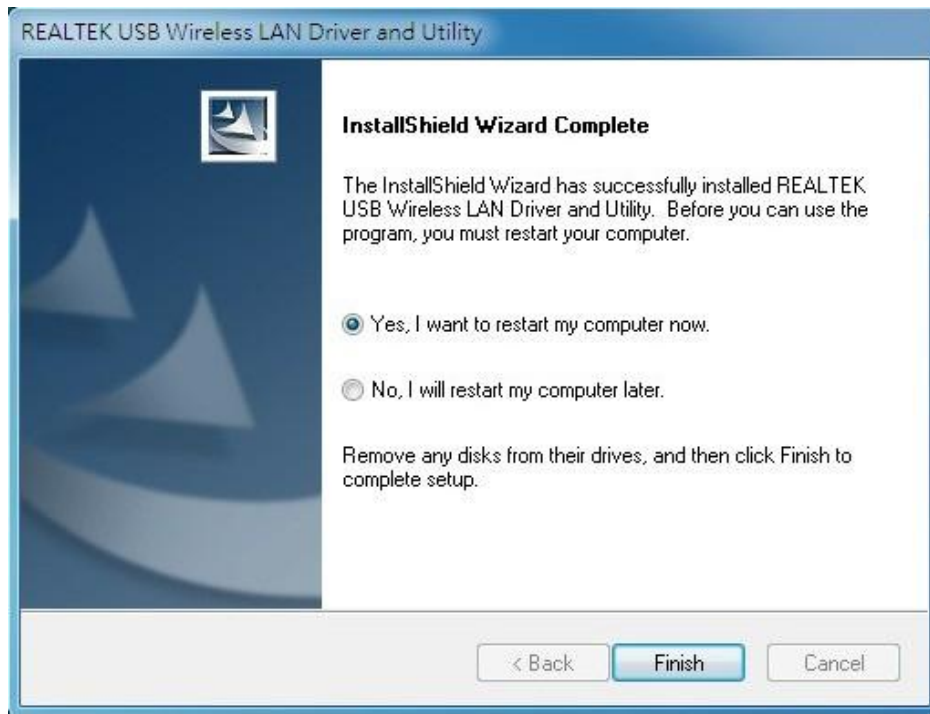 REALTEK USB Wireless LAN Driver and Utility
InstallShield Wizard Complete
The InstallShield Wizard has successfully installed REALTEK
USB Wireless LAN Driver and Utility. Before you can use the
program, you must restart your computer.
Yes, I want to restart my computer now.
No, I will restart my computer later.
Remove any disks from their drives, and then click Finish to
complete setup.
< Back
Finish
Cancel